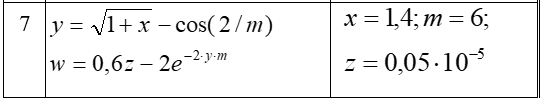 7
y = √(1 + x) − cos( 2 / m)
w = 0,6z − 2e^(−2·y·m)
x = 1,4; m = 6;
z = 0,05·10^(−5)